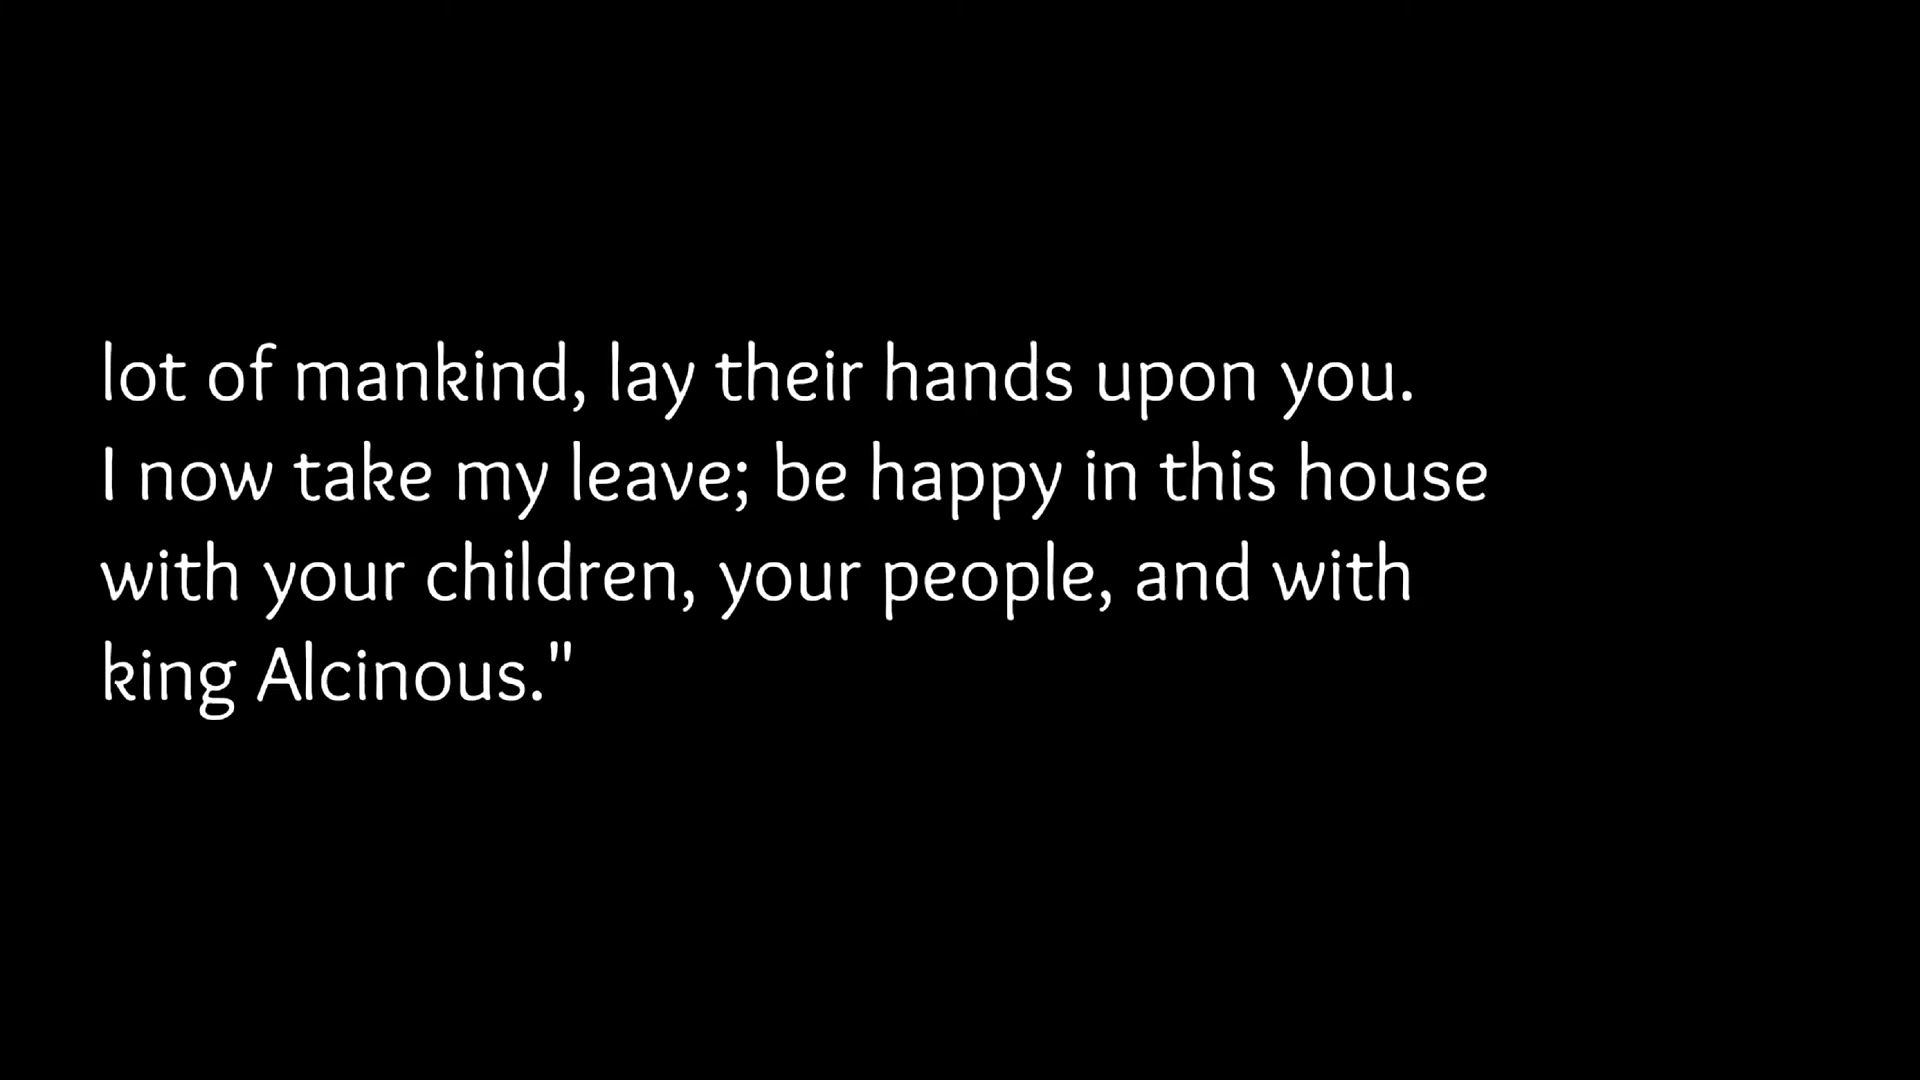 lot of mankind, lay their hands upon you.
I now take my leave; be happy in this house
with your children, your people, and with
king Alcinous."